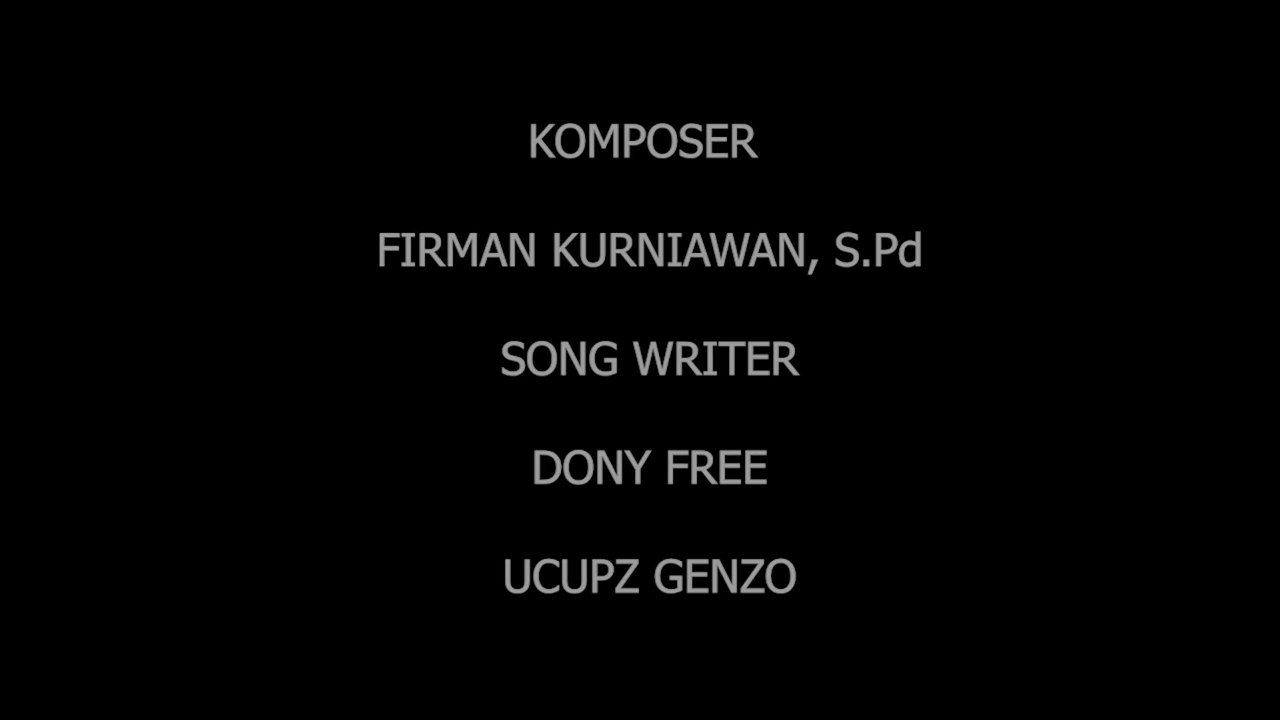 KOMPOSER
FIRMAN KURNIAWAN, S.Pd
SONG WRITER
DONY FREE
UCUPZ GENZO